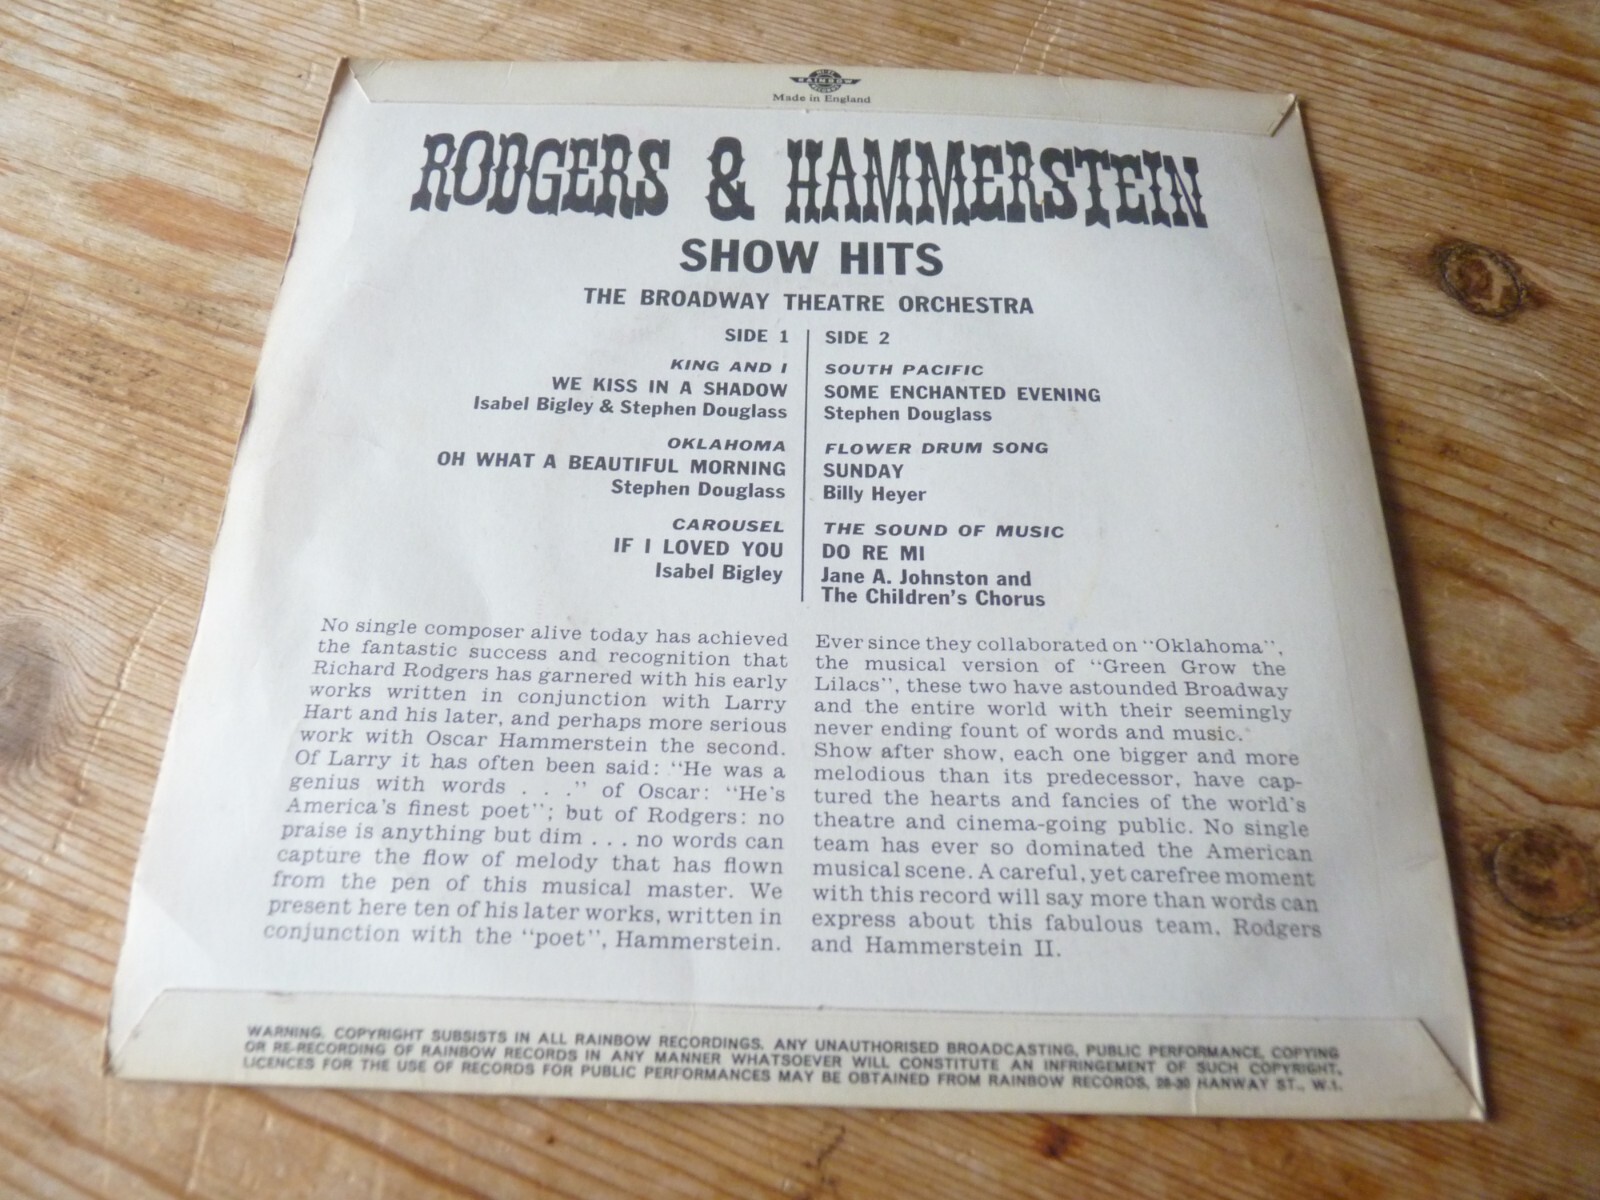 RAINBOW
Made in England
RODGERS & HAMMERSTEIN
SHOW HITS
THE BROADWAY THEATRE ORCHESTRA
SIDE 1
KING AND I
WE KISS IN A SHADOW
Isabel Bigley & Stephen Douglass
OKLAHOMA
OH WHAT A BEAUTIFUL MORNING
Stephen Douglass
CAROUSEL
IF I LOVED YOU
Isabel Bigley
SIDE 2
SOUTH PACIFIC
SOME ENCHANTED EVENING
Stephen Douglass
FLOWER DRUM SONG
SUNDAY
Billy Heyer
THE SOUND OF MUSIC
DO RE MI
Jane A. Johnston and
The Children's Chorus
No single composer alive today has achieved
the fantastic success and recognition that
Richard Rodgers has garnered with his early
works written in conjunction with Larry
Hart and his later, and perhaps more serious
work with Oscar Hammerstein the second.
Of Larry it has often been said: "He was a
genius with words . . ." of Oscar: "He's
America's finest poet"; but of Rodgers: no
praise is anything but dim . . . no words can
capture the flow of melody that has flown
from the pen of this musical master. We
present here ten of his later works, written in
conjunction with the "poet", Hammerstein.
Ever since they collaborated on "Oklahoma",
the musical version of "Green Grow the
Lilacs", these two have astounded Broadway
and the entire world with their seemingly
never ending fount of words and music.
Show after show, each one bigger and more
melodious than its predecessor, have cap-
tured the hearts and fancies of the world's
theatre and cinema-going public. No single
team has ever so dominated the American
musical scene. A careful, yet carefree moment
with this record will say more than words can
express about this fabulous team, Rodgers
and Hammerstein II.
WARNING. COPYRIGHT SUBSISTS IN ALL RAINBOW RECORDINGS. ANY UNAUTHORISED BROADCASTING, PUBLIC PERFORMANCE, COPYING
OR RE-RECORDING OF RAINBOW RECORDS IN ANY MANNER WHATSOEVER WILL CONSTITUTE AN INFRINGEMENT OF SUCH COPYRIGHT.
LICENCES FOR THE USE OF RECORDS FOR PUBLIC PERFORMANCES MAY BE OBTAINED FROM RAINBOW RECORDS, 28-30 HANWAY ST., W.1.